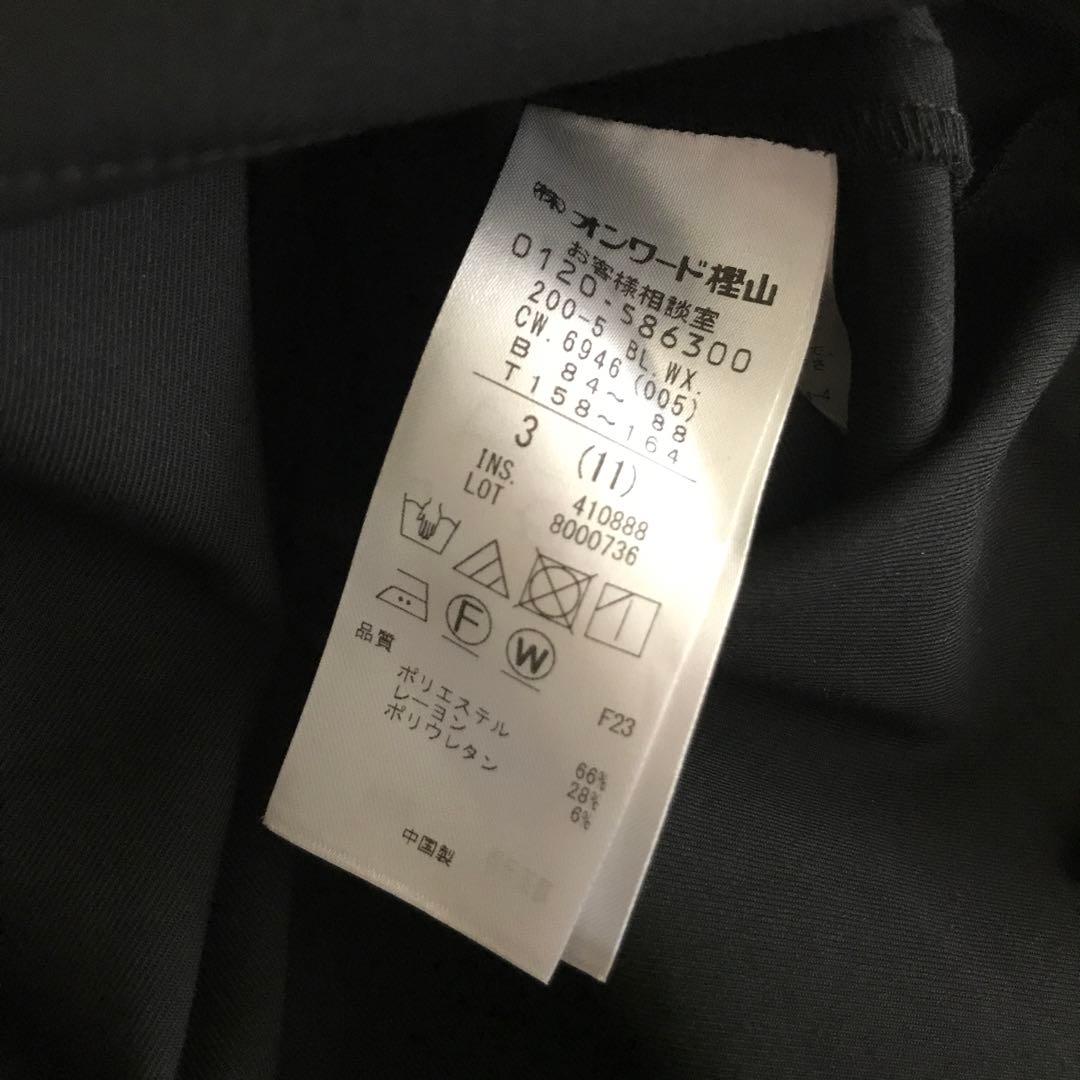 ㈱ オンワード樫山
お客様相談室
0120-586300
200-5 BL.WX.
CW. 6946 (005)
B 84～ 88
T158～164
3 (11)
INS. 410888
LOT 8000736
F W
品質 F23
ポリエステル 66%
レーヨン 28%
ポリウレタン 6%
中国製